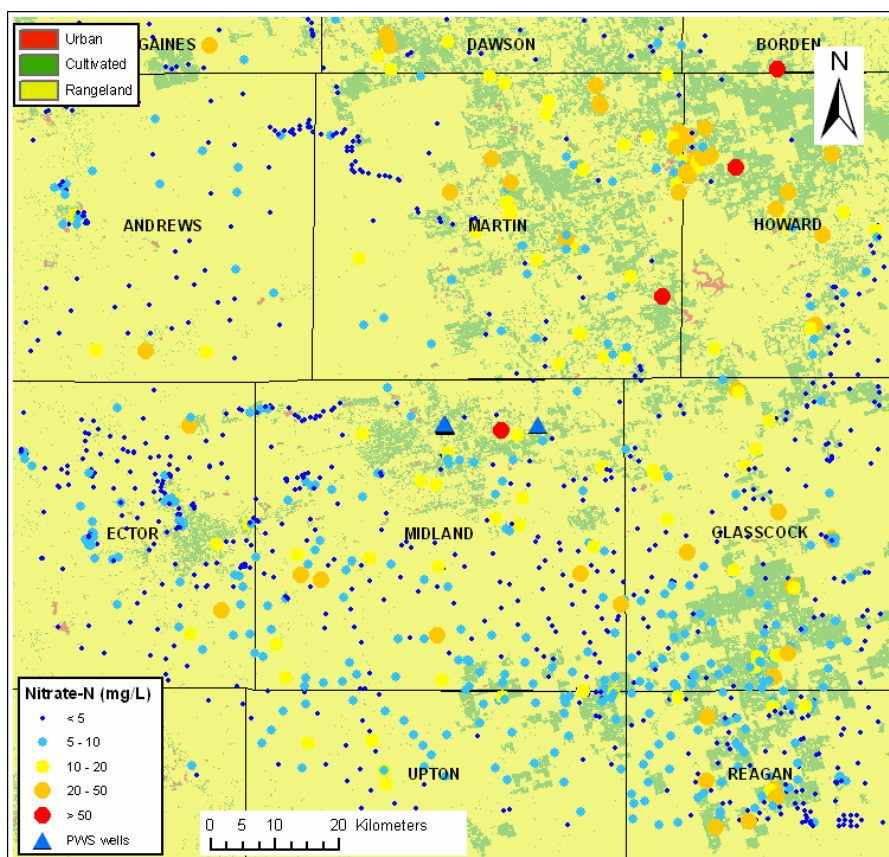 Urban
Cultivated
Rangeland
GAINES
DAWSON
BORDEN
N
ANDREWS
MARTIN
HOWARD
ECTOR
MIDLAND
GLASSCOCK
Nitrate-N (mg/L)
< 5
5 - 10
10 - 20
20 - 50
> 50
PWS wells
UPTON
REAGAN
0 5 10 20 Kilometers